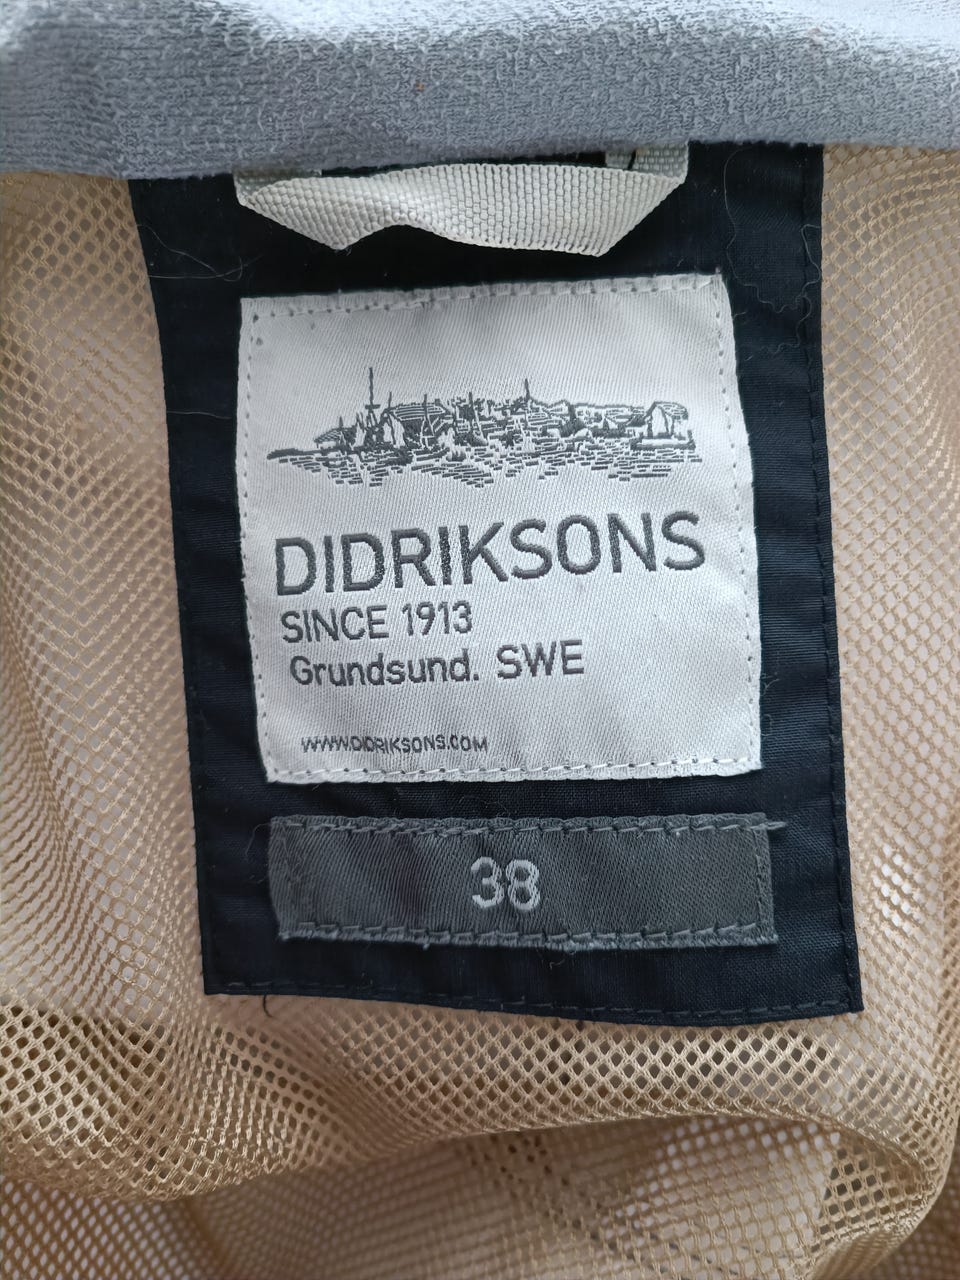 DIDRIKSONS
SINCE 1913
Grundsund. SWE
WWW.DIDRIKSONS.COM
38